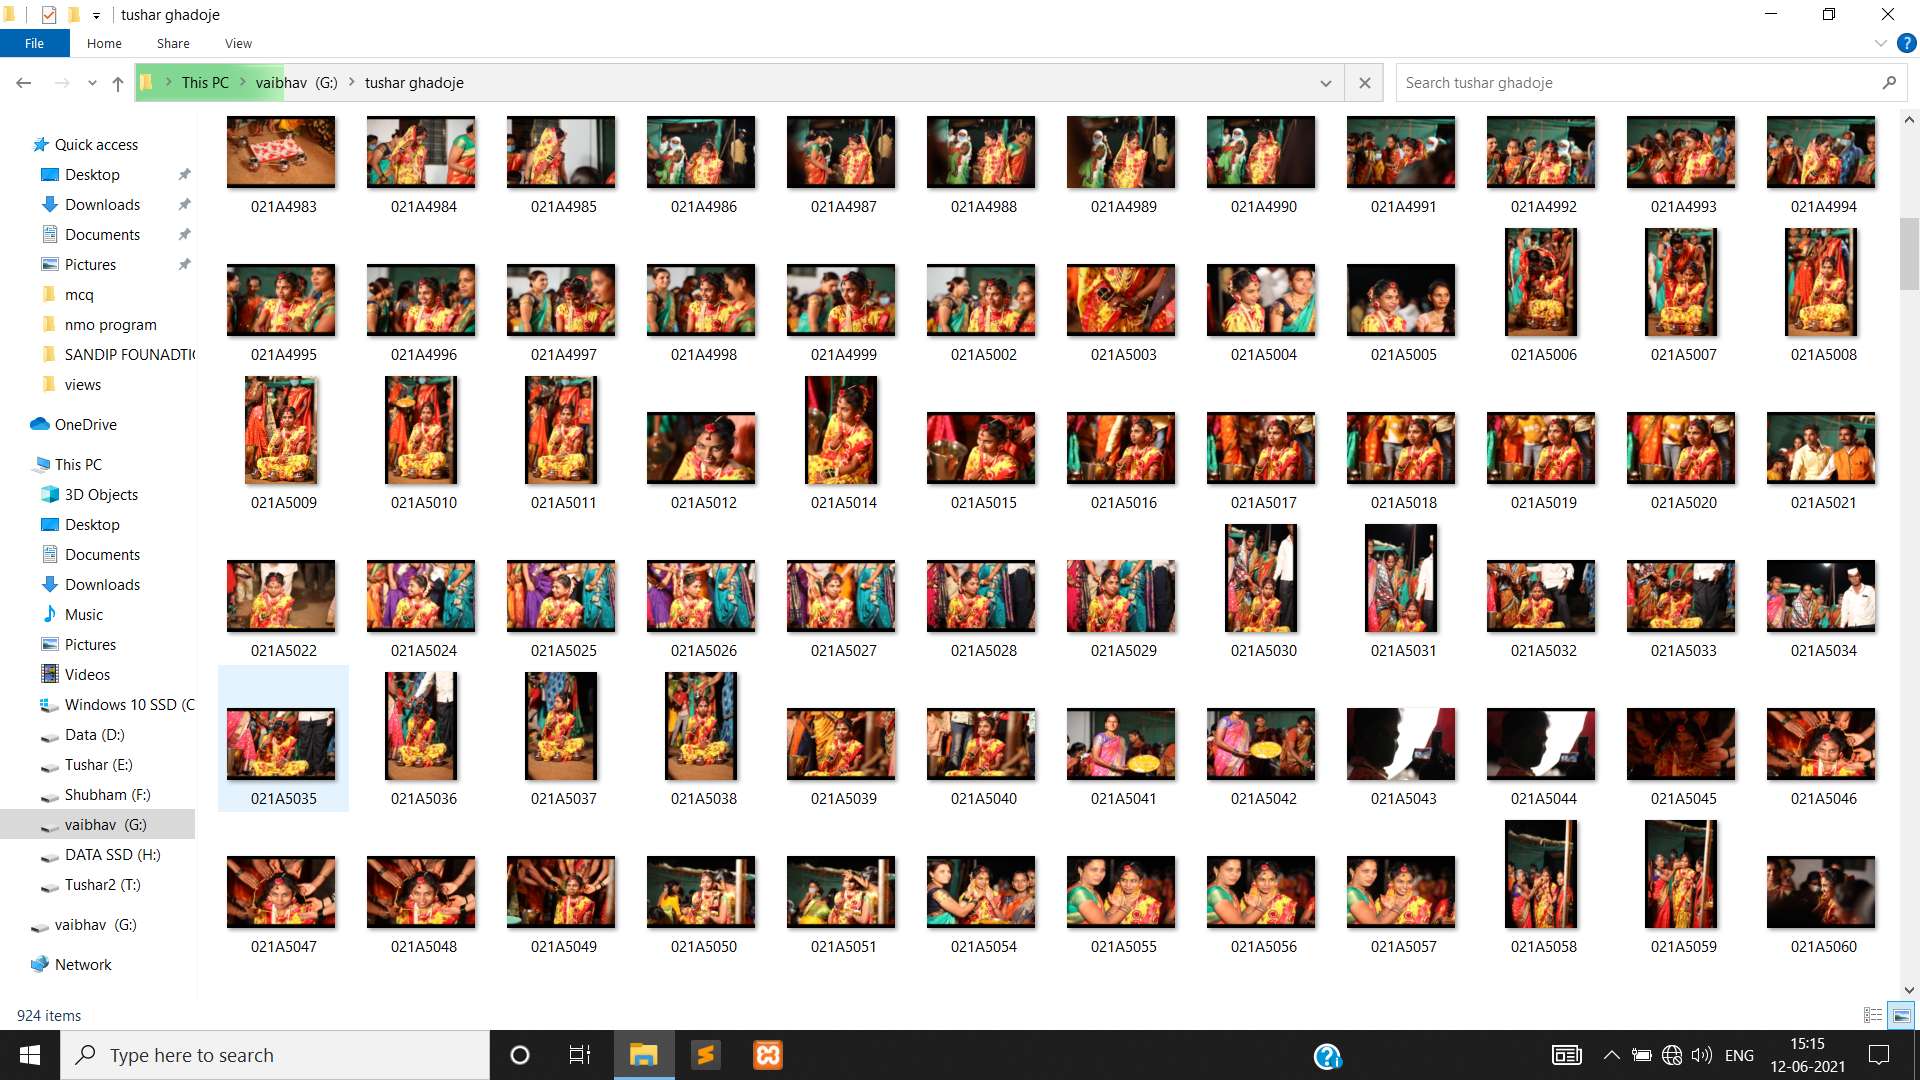 tushar ghadoje
File Home Share View
This PC vaibhav (G:) tushar ghadoje
Search tushar ghadoje
Quick access
Desktop
Downloads
Documents
Pictures
mcq
nmo program
SANDIP FOUNADTI
views
OneDrive
This PC
3D Objects
Desktop
Documents
Downloads
Music
Pictures
Videos
Windows 10 SSD (C
Data (D:)
Tushar (E:)
Shubham (F:)
vaibhav (G:)
DATA SSD (H:)
Tushar2 (T:)
vaibhav (G:)
Network
021A4983 021A4984 021A4985 021A4986 021A4987 021A4988 021A4989 021A4990 021A4991 021A4992 021A4993 021A4994
021A4995 021A4996 021A4997 021A4998 021A4999 021A5002 021A5003 021A5004 021A5005 021A5006 021A5007 021A5008
021A5009 021A5010 021A5011 021A5012 021A5014 021A5015 021A5016 021A5017 021A5018 021A5019 021A5020 021A5021
021A5022 021A5024 021A5025 021A5026 021A5027 021A5028 021A5029 021A5030 021A5031 021A5032 021A5033 021A5034
021A5035 021A5036 021A5037 021A5038 021A5039 021A5040 021A5041 021A5042 021A5043 021A5044 021A5045 021A5046
021A5047 021A5048 021A5049 021A5050 021A5051 021A5054 021A5055 021A5056 021A5057 021A5058 021A5059 021A5060
924 items
Type here to search
ENG
15:15
12-06-2021